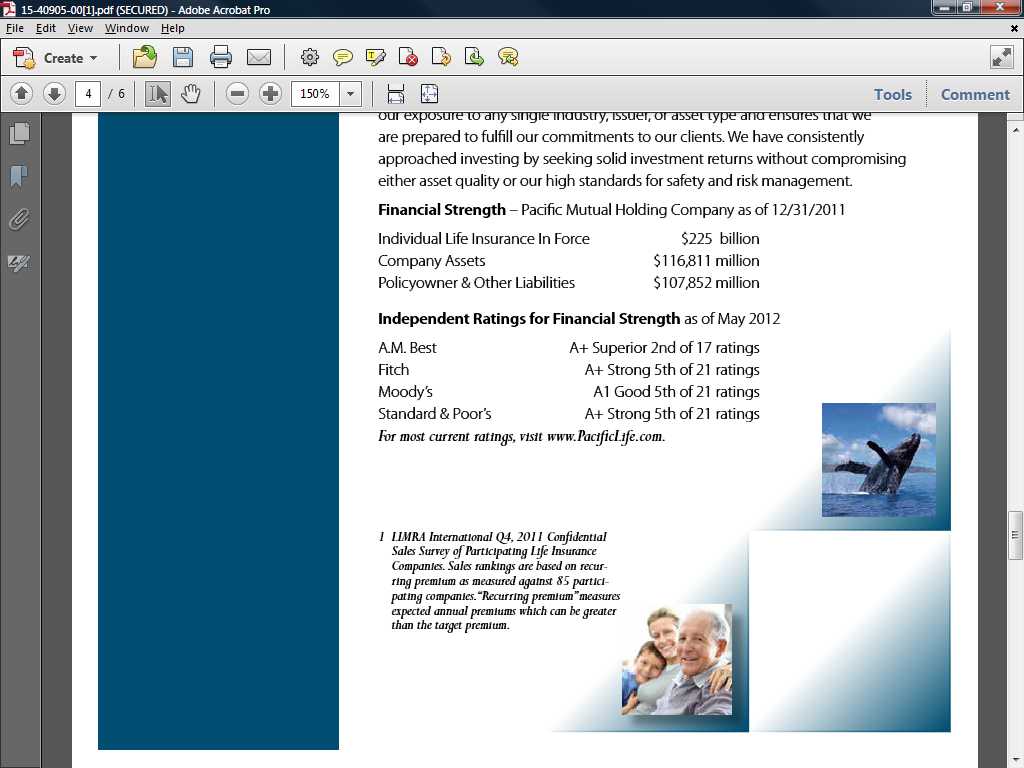 15-40905-00[1].pdf (SECURED) - Adobe Acrobat Pro
File Edit View Window Help
Create
4 / 6 150% Tools Comment
our exposure to any single industry, issuer, or asset type and ensures that we
are prepared to fulfill our commitments to our clients. We have consistently
approached investing by seeking solid investment returns without compromising
either asset quality or our high standards for safety and risk management.
Financial Strength – Pacific Mutual Holding Company as of 12/31/2011
Individual Life Insurance In Force $225 billion
Company Assets $116,811 million
Policyowner & Other Liabilities $107,852 million
Independent Ratings for Financial Strength as of May 2012
A.M. Best A+ Superior 2nd of 17 ratings
Fitch A+ Strong 5th of 21 ratings
Moody's A1 Good 5th of 21 ratings
Standard & Poor's A+ Strong 5th of 21 ratings
For most current ratings, visit www.PacificLife.com.
1 LIMRA International Q4, 2011 Confidential
Sales Survey of Participating Life Insurance
Companies. Sales rankings are based on recur-
ring premium as measured against 85 partici-
pating companies. "Recurring premium" measures
expected annual premiums which can be greater
than the target premium.